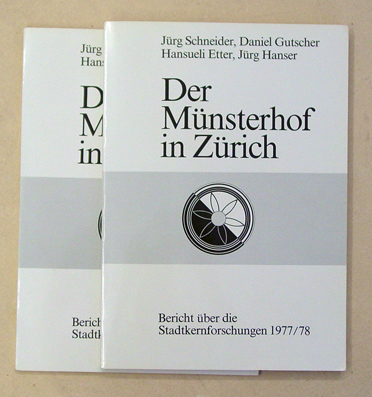 Jürg Schneider, Daniel Gutscher
Hansueli Etter, Jürg Hanser
Der
Münsterhof
in Zürich
Bericht über die
Stadtkernforschungen 1977/78
Jürg
Hans
D
M
in
Berich
Stadtk